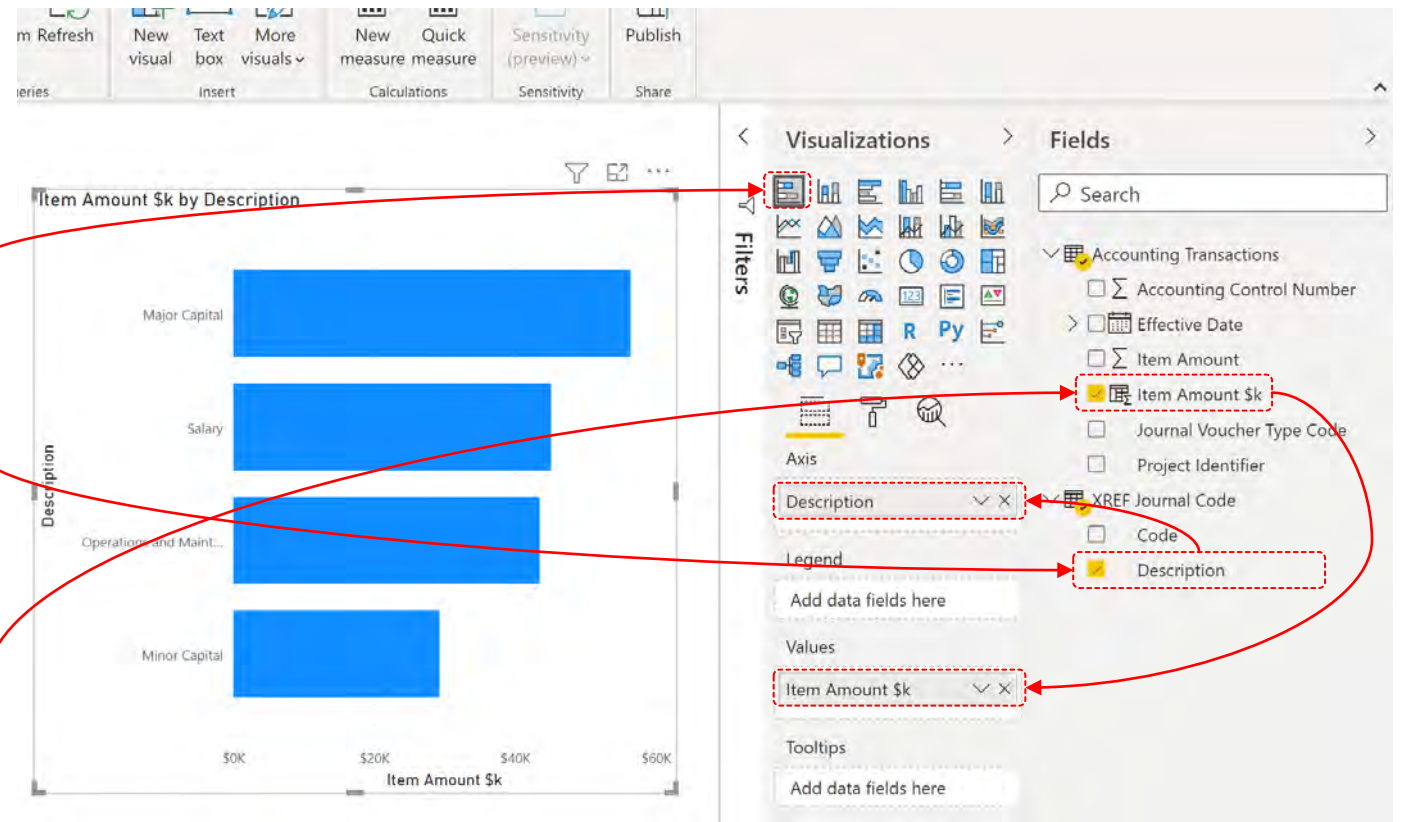 m Refresh
New visual
Text box
More visuals
New measure
Quick measure
Sensitivity (preview)
Publish
eries
Insert
Calculations
Sensitivity
Share
Item Amount $k by Description
Description
Major Capital
Salary
Operations and Maint...
Minor Capital
$0K
$20K
$40K
$60K
Item Amount $k
Filters
Visualizations
123
R
Py
...
Axis
Description
Legend
Add data fields here
Values
Item Amount $k
Tooltips
Add data fields here
Fields
Search
Accounting Transactions
Accounting Control Number
Effective Date
Item Amount
Item Amount $k
Journal Voucher Type Code
Project Identifier
XREF Journal Code
Code
Description